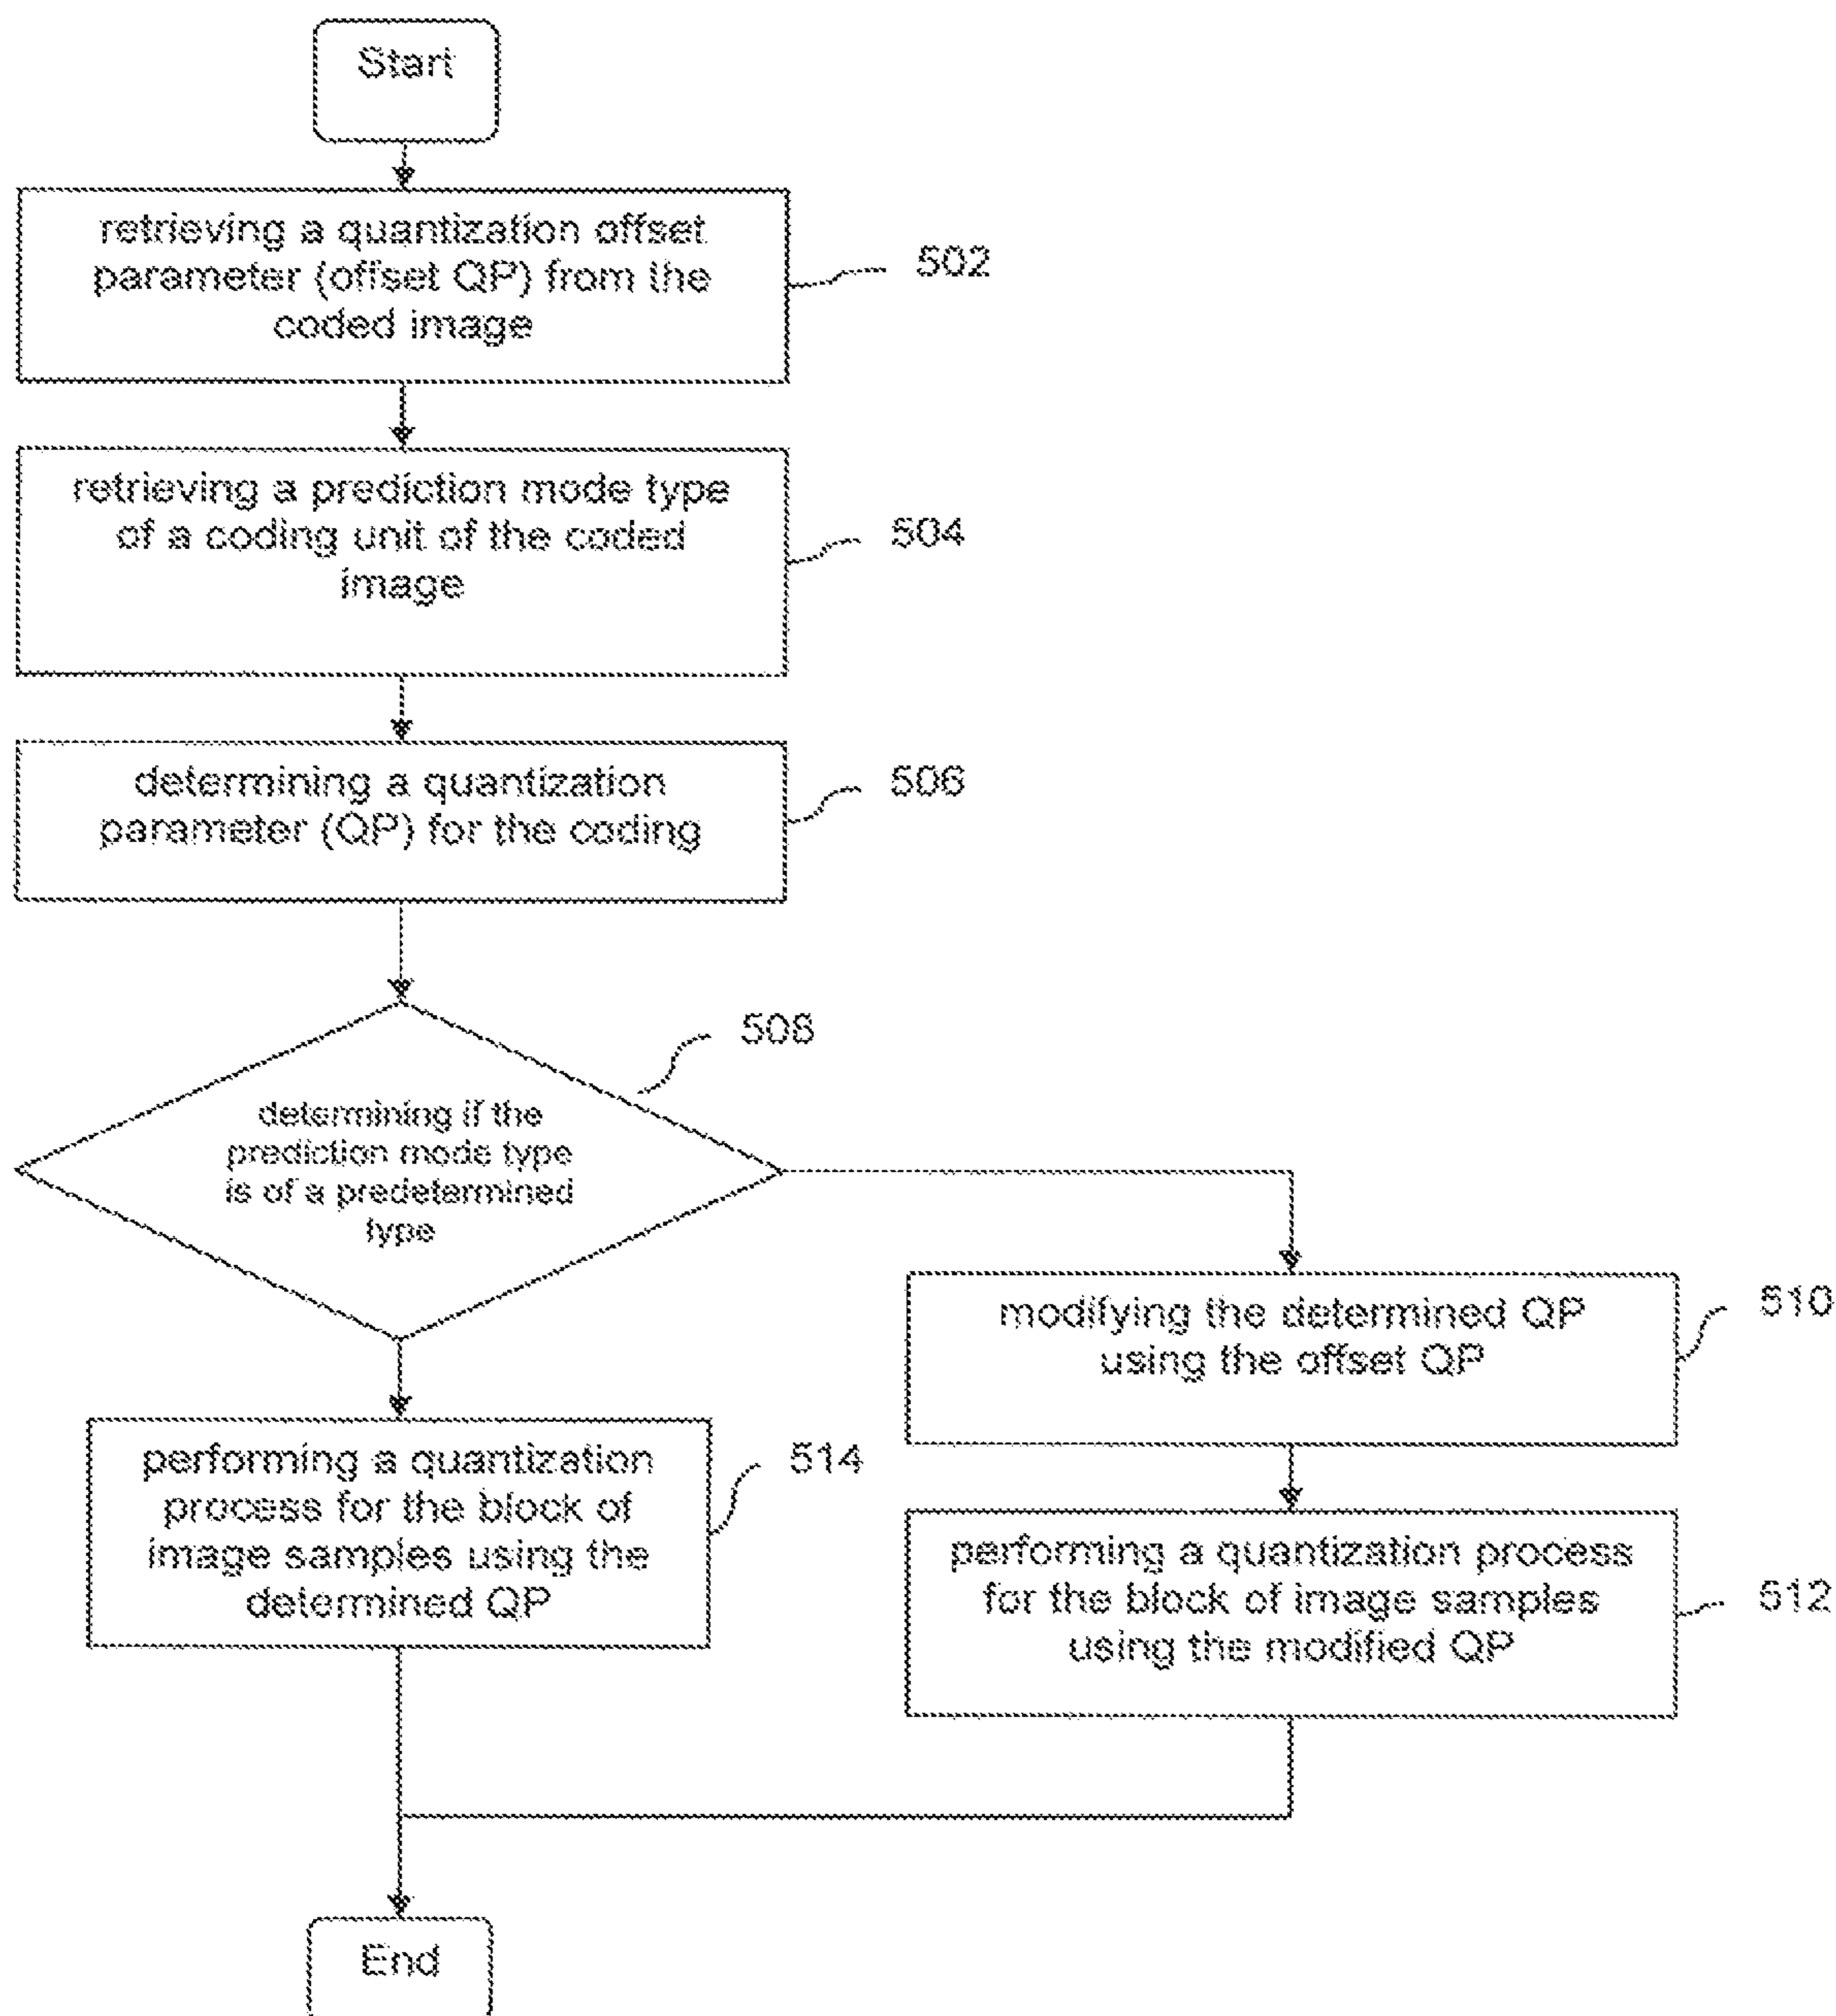 Start
retrieving a quantization offset
parameter (offset QP) from the
coded image
502
retrieving a prediction mode type
of a coding unit of the coded
image
504
determining a quantization
parameter (QP) for the coding
506
508
determining if the
prediction mode type
is of a predetermined
type
modifying the determined QP
using the offset QP
510
performing a quantization
process for the block of
image samples using the
determined QP
514
performing a quantization process
for the block of image samples
using the modified QP
512
End